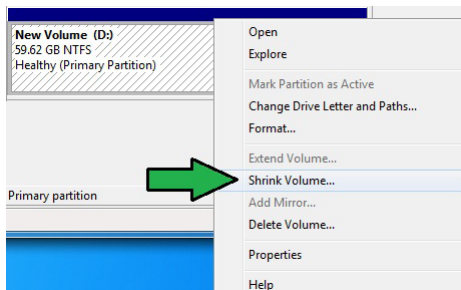 New Volume (D:)
59.62 GB NTFS
Healthy (Primary Partition)
Primary partition
Open
Explore
Mark Partition as Active
Change Drive Letter and Paths...
Format...
Extend Volume...
Shrink Volume...
Add Mirror...
Delete Volume...
Properties
Help